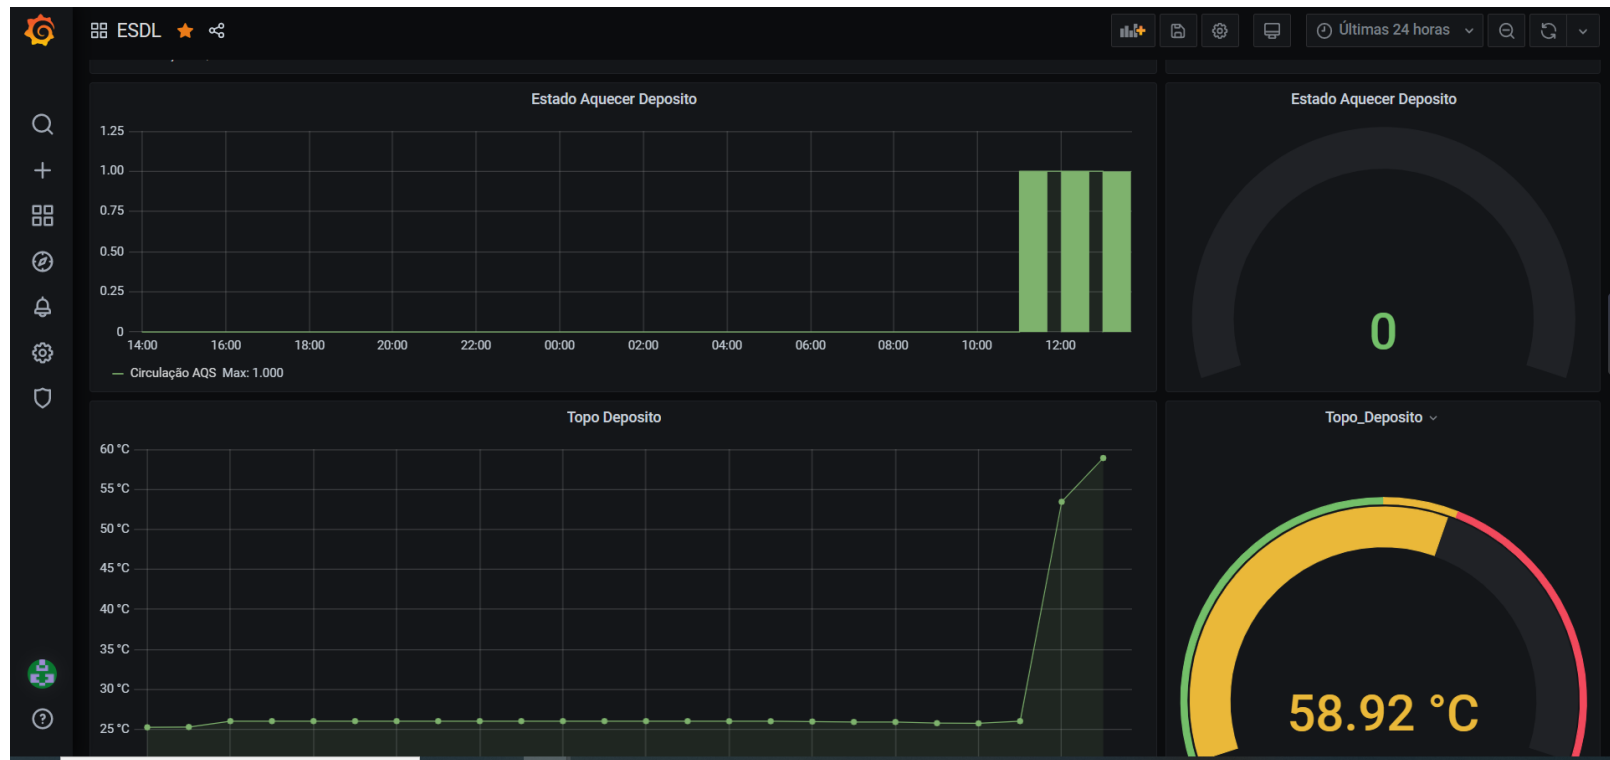 ESDL
Últimas 24 horas
Estado Aquecer Deposito
1.25
1.00
0.75
0.50
0.25
0
14:00 16:00 18:00 20:00 22:00 00:00 02:00 04:00 06:00 08:00 10:00 12:00
Circulação AQS Max: 1.000
Estado Aquecer Deposito
0
Topo Deposito
60 °C
55 °C
50 °C
45 °C
40 °C
35 °C
30 °C
25 °C
Topo_Deposito
58.92 °C